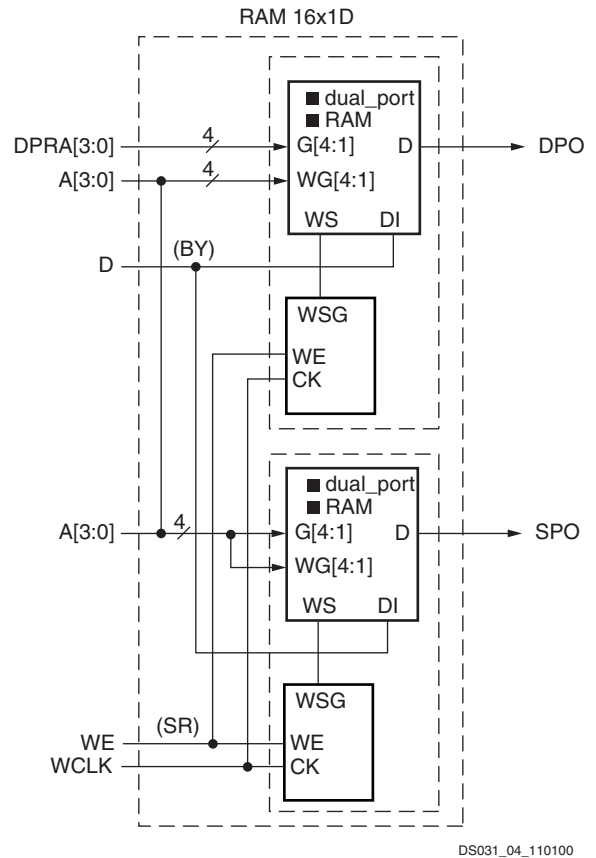 RAM 16x1D
dual_port
RAM
DPRA[3:0] 4 G[4:1] D DPO
A[3:0] 4 WG[4:1]
WS DI
D (BY)
WSG
WE
CK
dual_port
RAM
A[3:0] 4 G[4:1] D SPO
WG[4:1]
WS DI
WSG
WE (SR) WE
WCLK CK
DS031_04_110100